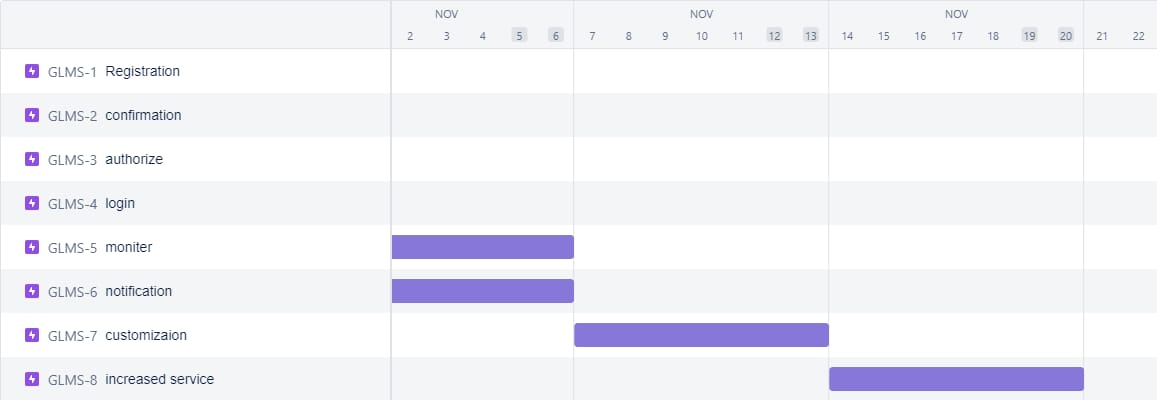 NOV NOV NOV
2 3 4 5 6 7 8 9 10 11 12 13 14 15 16 17 18 19 20 21 22
GLMS-1 Registration
GLMS-2 confirmation
GLMS-3 authorize
GLMS-4 login
GLMS-5 moniter
GLMS-6 notification
GLMS-7 customizaion
GLMS-8 increased service